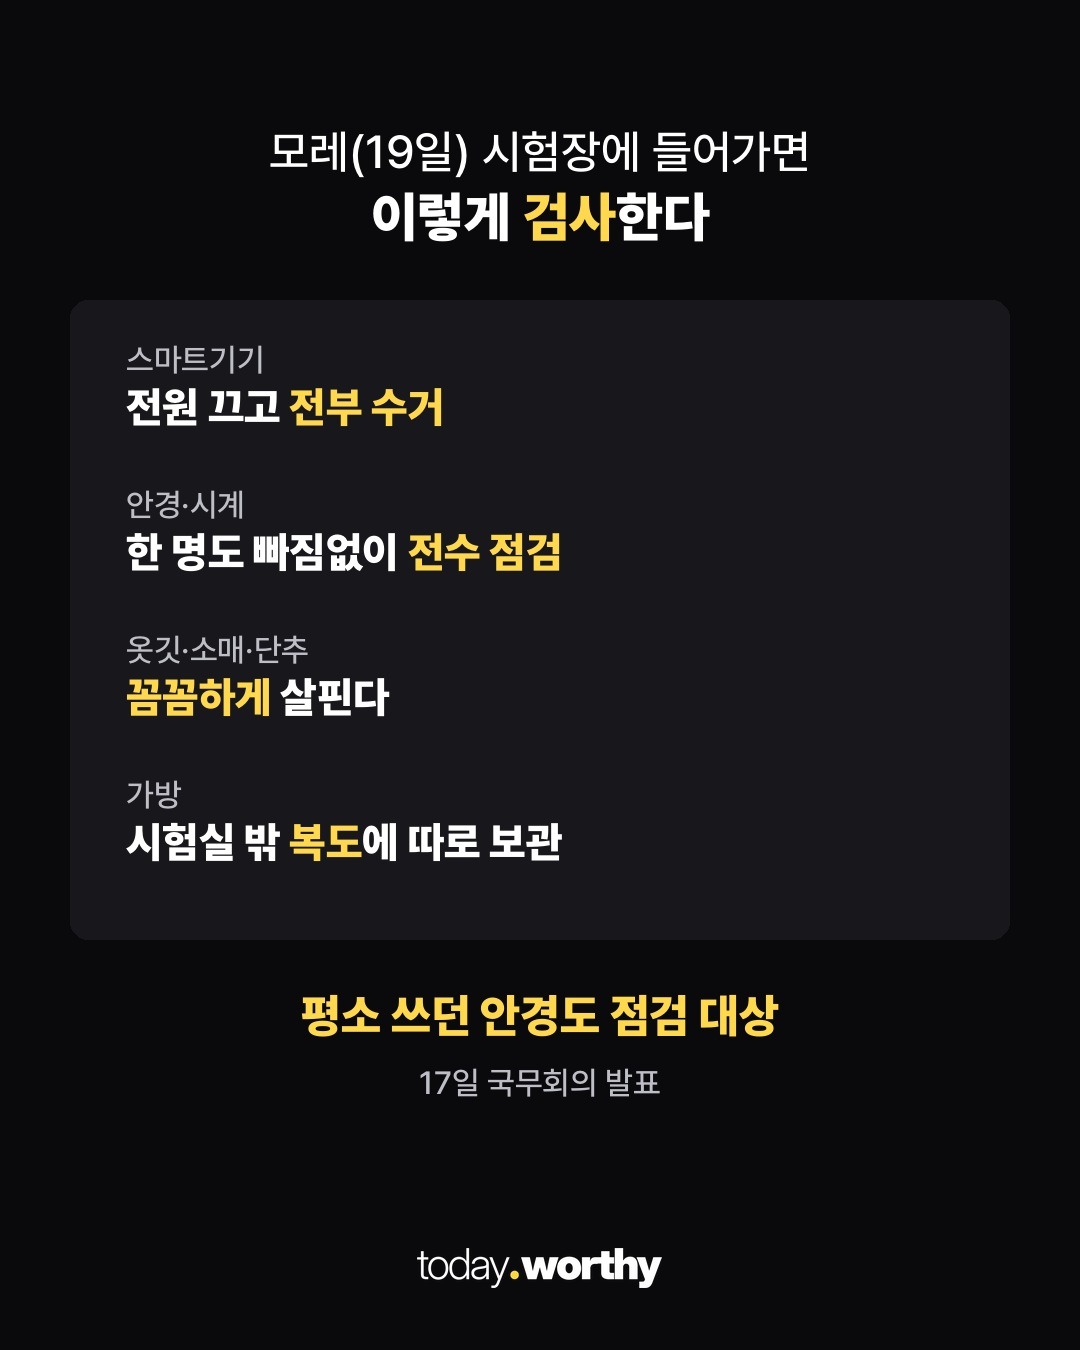 모레(19일) 시험장에 들어가면
이렇게 검사한다
스마트기기
전원 끄고 전부 수거
안경·시계
한 명도 빠짐없이 전수 점검
옷깃·소매·단추
꼼꼼하게 살핀다
가방
시험실 밖 복도에 따로 보관
평소 쓰던 안경도 점검 대상
17일 국무회의 발표
today.worthy